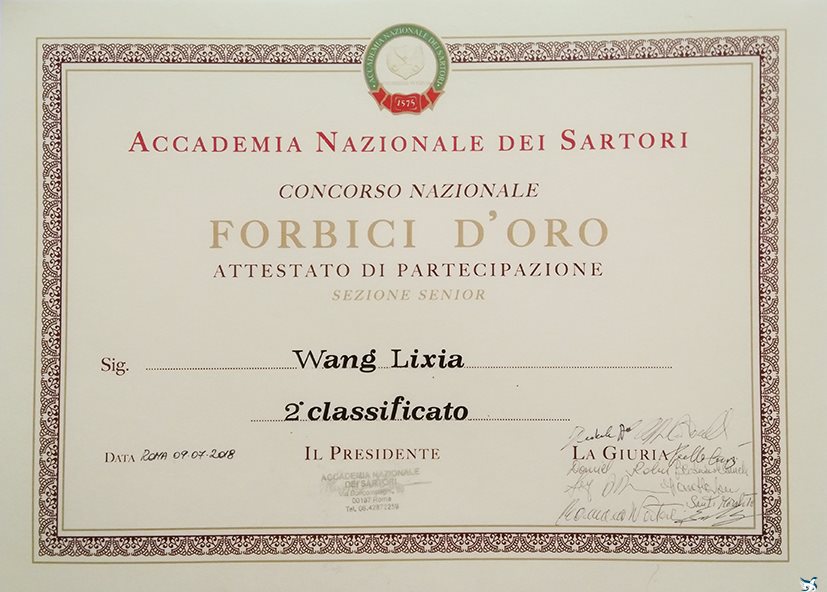 ACCADEMIA NAZIONALE DEI SARTORI
1575
ACCADEMIA NAZIONALE DEI SARTORI
CONCORSO NAZIONALE
FORBICI D'ORO
ATTESTATO DI PARTECIPAZIONE
SEZIONE SENIOR
Sig. Wang Lixia
2° classificato
DATA ROMA 09.07.2018 IL PRESIDENTE LA GIURIA
ACCADEMIA NAZIONALE
DEI SARTORI
00187 Roma